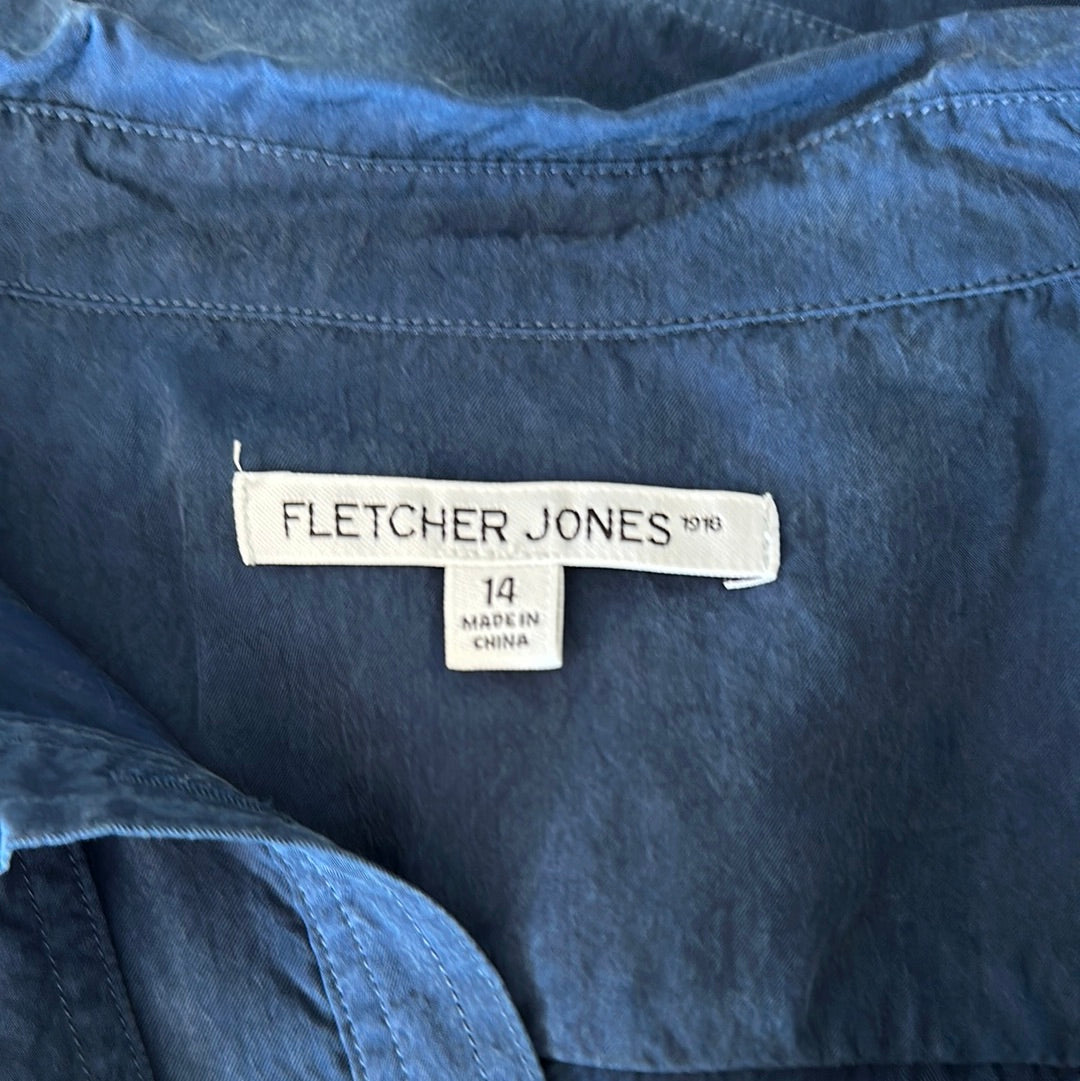 FLETCHER JONES 1918
14
MADE IN
CHINA